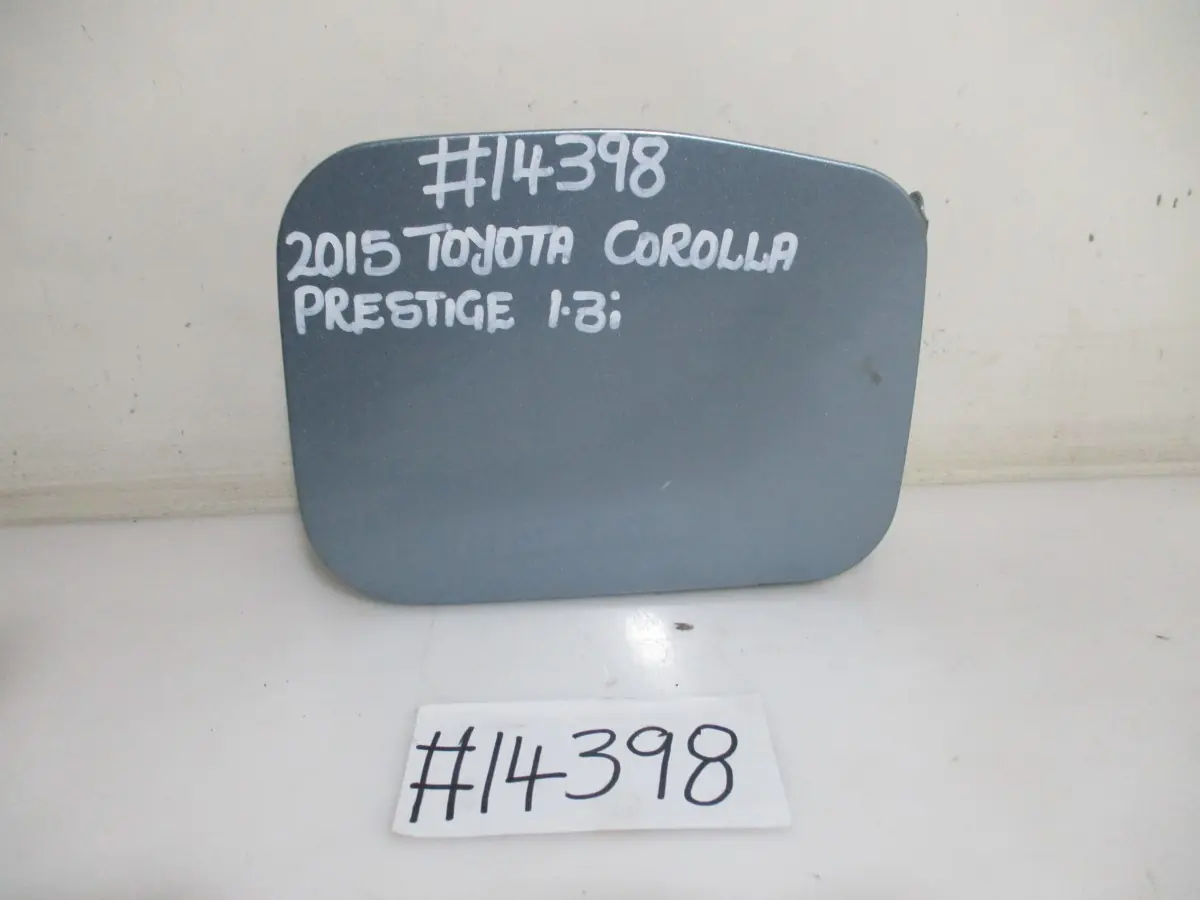 #14398
2015 TOYOTA COROLLA
PRESTIGE 1.3i
#14398